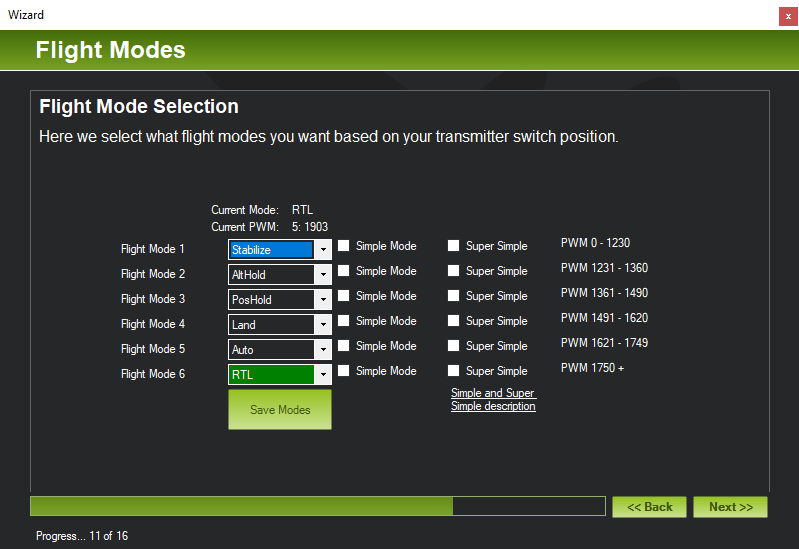 Wizard
x
Flight Modes
Flight Mode Selection
Here we select what flight modes you want based on your transmitter switch position.
Current Mode: RTL
Current PWM: 5: 1903
Flight Mode 1 Stabilize Simple Mode Super Simple PWM 0 - 1230
Flight Mode 2 AltHold Simple Mode Super Simple PWM 1231 - 1360
Flight Mode 3 PosHold Simple Mode Super Simple PWM 1361 - 1490
Flight Mode 4 Land Simple Mode Super Simple PWM 1491 - 1620
Flight Mode 5 Auto Simple Mode Super Simple PWM 1621 - 1749
Flight Mode 6 RTL Simple Mode Super Simple PWM 1750 +
Simple and Super
Simple description
Save Modes
<< Back Next >>
Progress... 11 of 16